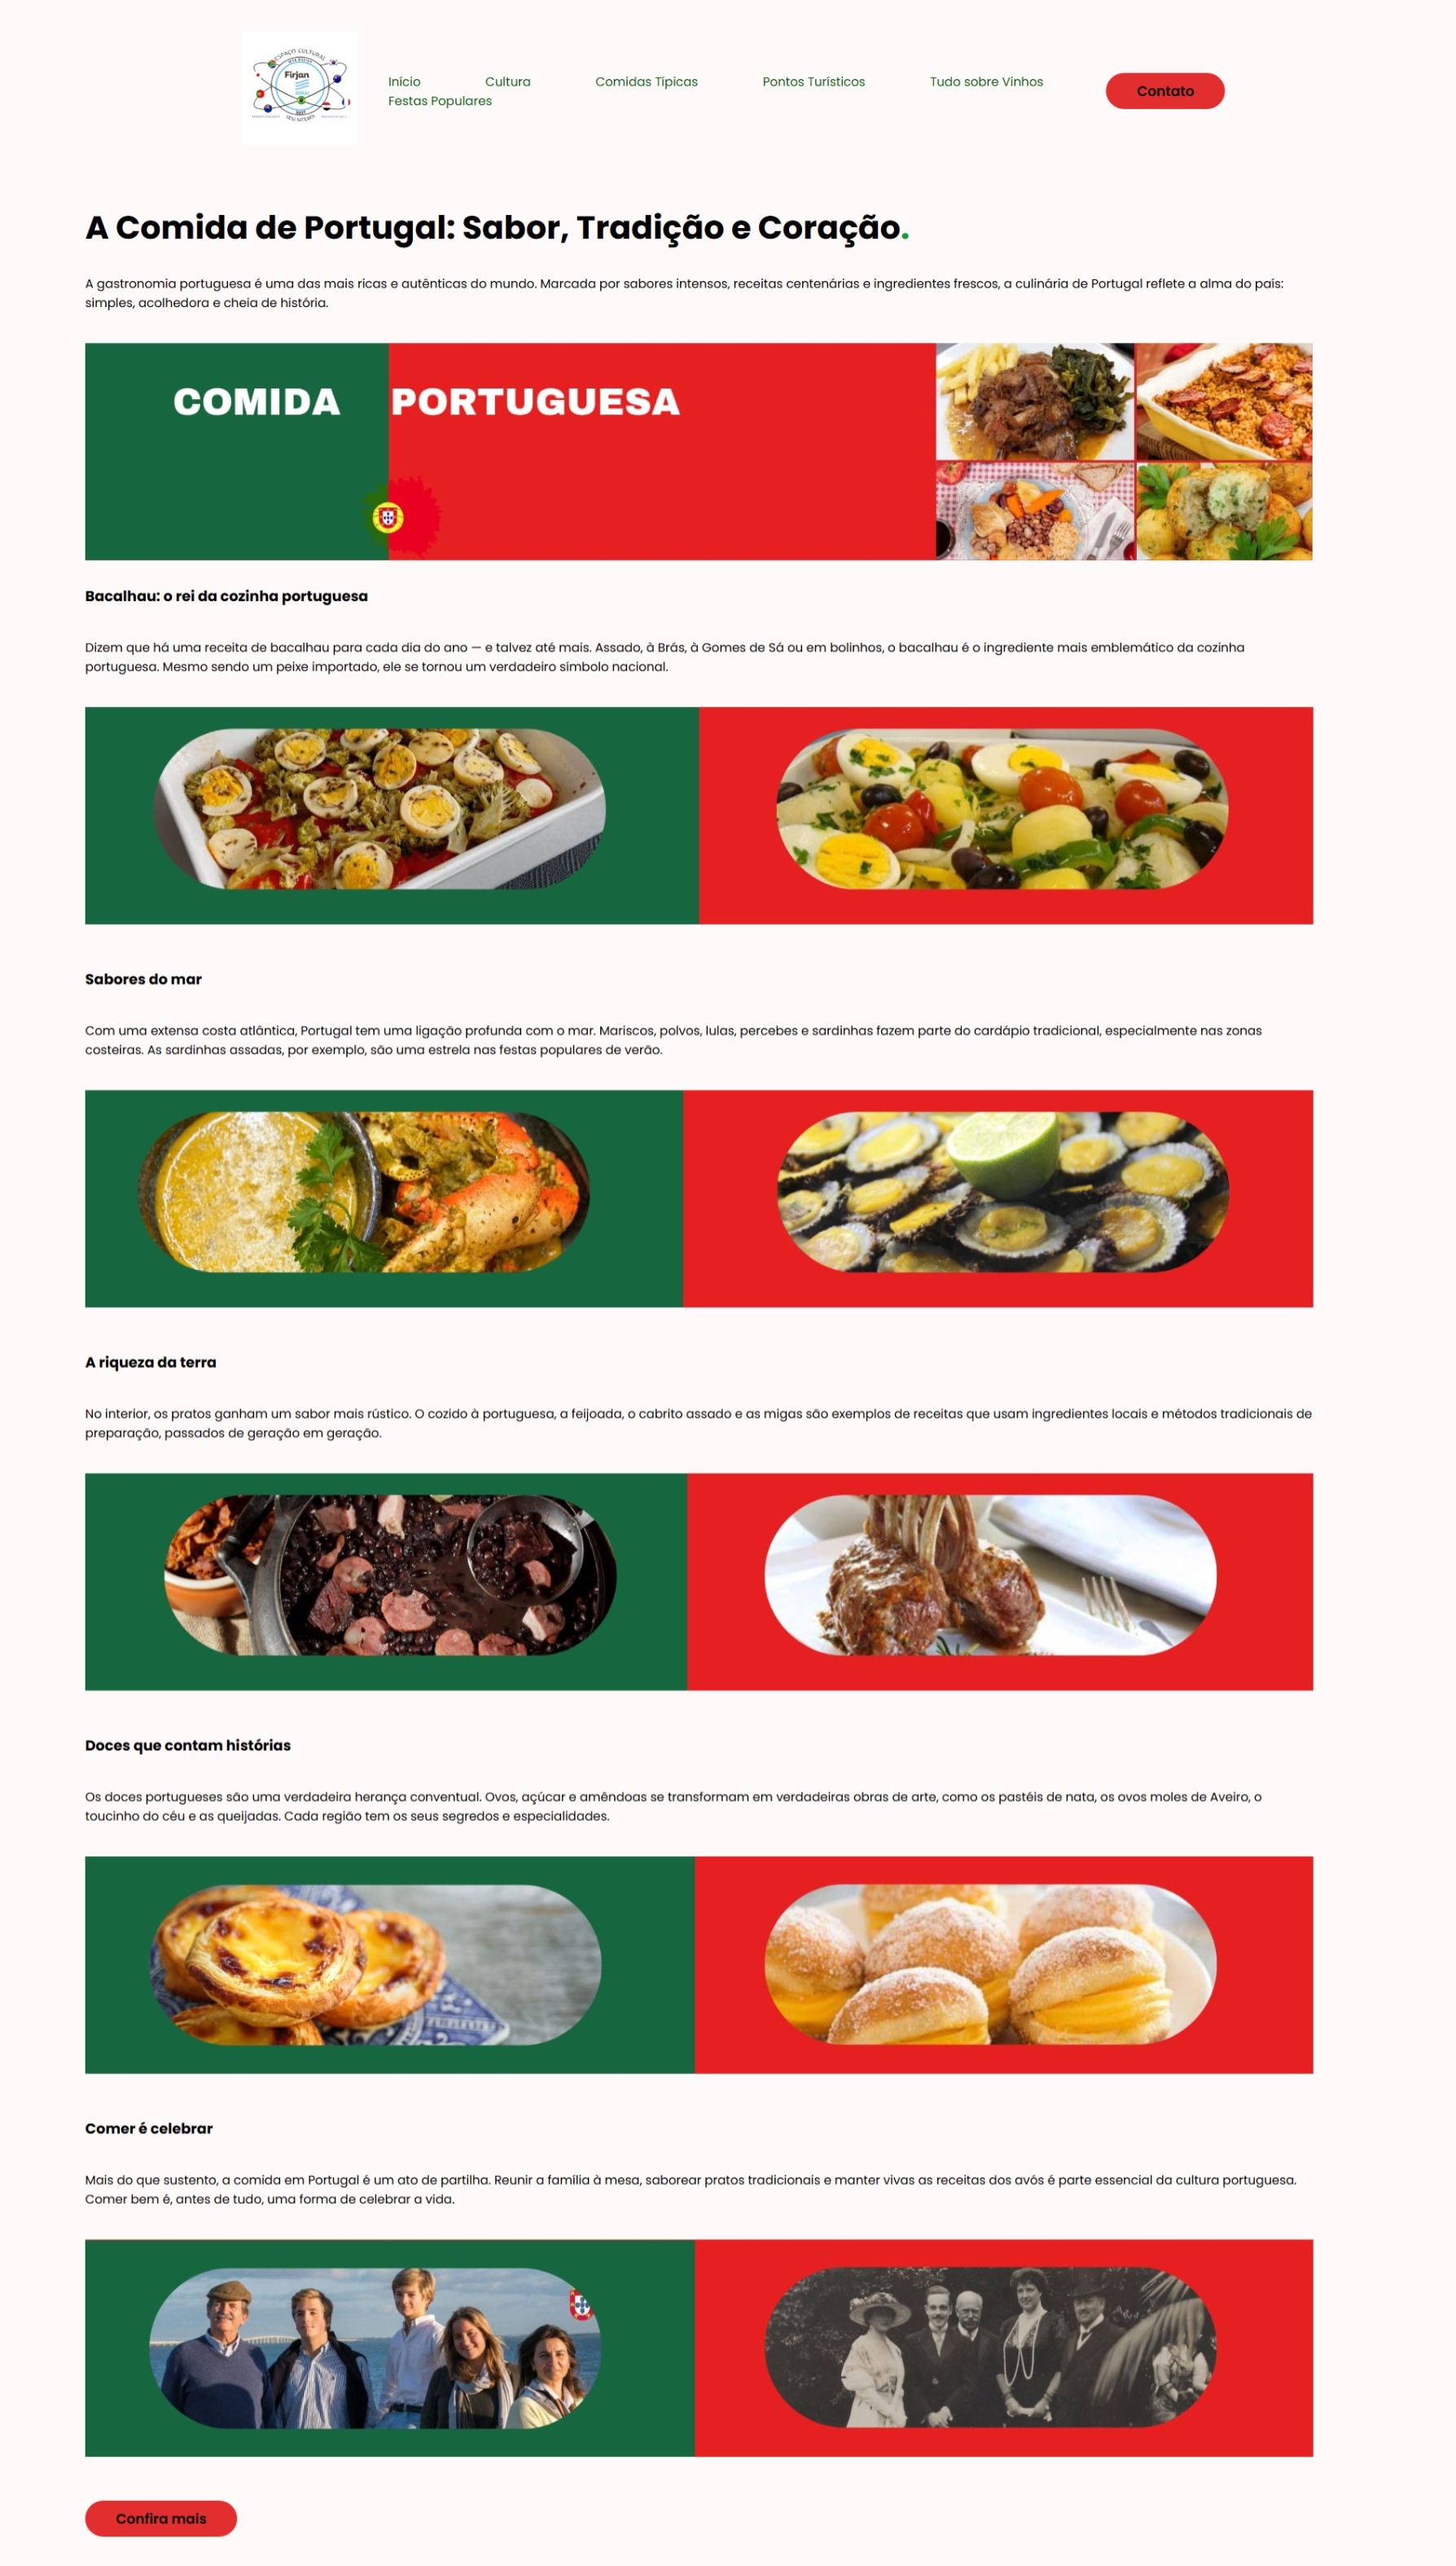 ESPAÇO CULTURAL
Firjan
SENAI
SESI NITERÓI
Início
Cultura
Comidas Típicas
Pontos Turísticos
Tudo sobre Vinhos
Festas Populares
Contato
A Comida de Portugal: Sabor, Tradição e Coração.
A gastronomia portuguesa é uma das mais ricas e autênticas do mundo. Marcada por sabores intensos, receitas centenárias e ingredientes frescos, a culinária de Portugal reflete a alma do país:
simples, acolhedora e cheia de história.
COMIDA PORTUGUESA
Bacalhau: o rei da cozinha portuguesa
Dizem que há uma receita de bacalhau para cada dia do ano — e talvez até mais. Assado, à Brás, à Gomes de Sá ou em bolinhos, o bacalhau é o ingrediente mais emblemático da cozinha
portuguesa. Mesmo sendo um peixe importado, ele se tornou um verdadeiro símbolo nacional.
Sabores do mar
Com uma extensa costa atlântica, Portugal tem uma ligação profunda com o mar. Mariscos, polvos, lulas, percebes e sardinhas fazem parte do cardápio tradicional, especialmente nas zonas
costeiras. As sardinhas assadas, por exemplo, são uma estrela nas festas populares de verão.
A riqueza da terra
No interior, os pratos ganham um sabor mais rústico. O cozido à portuguesa, a feijoada, o cabrito assado e as migas são exemplos de receitas que usam ingredientes locais e métodos tradicionais de
preparação, passados de geração em geração.
Doces que contam histórias
Os doces portugueses são uma verdadeira herança conventual. Ovos, açúcar e amêndoas se transformam em verdadeiras obras de arte, como os pastéis de nata, os ovos moles de Aveiro, o
toucinho do céu e as queijadas. Cada região tem os seus segredos e especialidades.
Comer é celebrar
Mais do que sustento, a comida em Portugal é um ato de partilha. Reunir a família à mesa, saborear pratos tradicionais e manter vivas as receitas dos avós é parte essencial da cultura portuguesa.
Comer bem é, antes de tudo, uma forma de celebrar a vida.
Confira mais